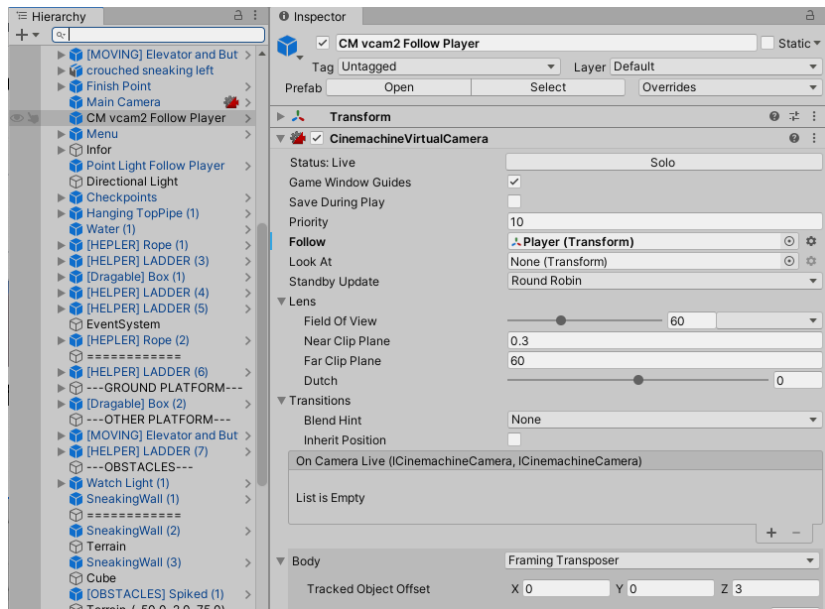 Hierarchy
[MOVING] Elevator and But
crouched sneaking left
Finish Point
Main Camera
CM vcam2 Follow Player
Menu
Infor
Point Light Follow Player
Directional Light
Checkpoints
Hanging TopPipe (1)
Water (1)
[HEPLER] Rope (1)
[HELPER] LADDER (3)
[Dragable] Box (1)
[HELPER] LADDER (4)
[HELPER] LADDER (5)
EventSystem
[HEPLER] Rope (2)
============
[HELPER] LADDER (6)
---GROUND PLATFORM---
[Dragable] Box (2)
---OTHER PLATFORM---
[MOVING] Elevator and But
[HELPER] LADDER (7)
---OBSTACLES---
Watch Light (1)
SneakingWall (1)
============
SneakingWall (2)
Terrain
SneakingWall (3)
Cube
[OBSTACLES] Spiked (1)
Inspector
CM vcam2 Follow Player Static
Tag Untagged Layer Default
Prefab Open Select Overrides
Transform
CinemachineVirtualCamera
Status: Live Solo
Game Window Guides
Save During Play
Priority 10
Follow Player (Transform)
Look At None (Transform)
Standby Update Round Robin
Lens
Field Of View 60
Near Clip Plane 0.3
Far Clip Plane 60
Dutch 0
Transitions
Blend Hint None
Inherit Position
On Camera Live (ICinemachineCamera, ICinemachineCamera)
List is Empty
Body Framing Transposer
Tracked Object Offset X 0 Y 0 Z 3